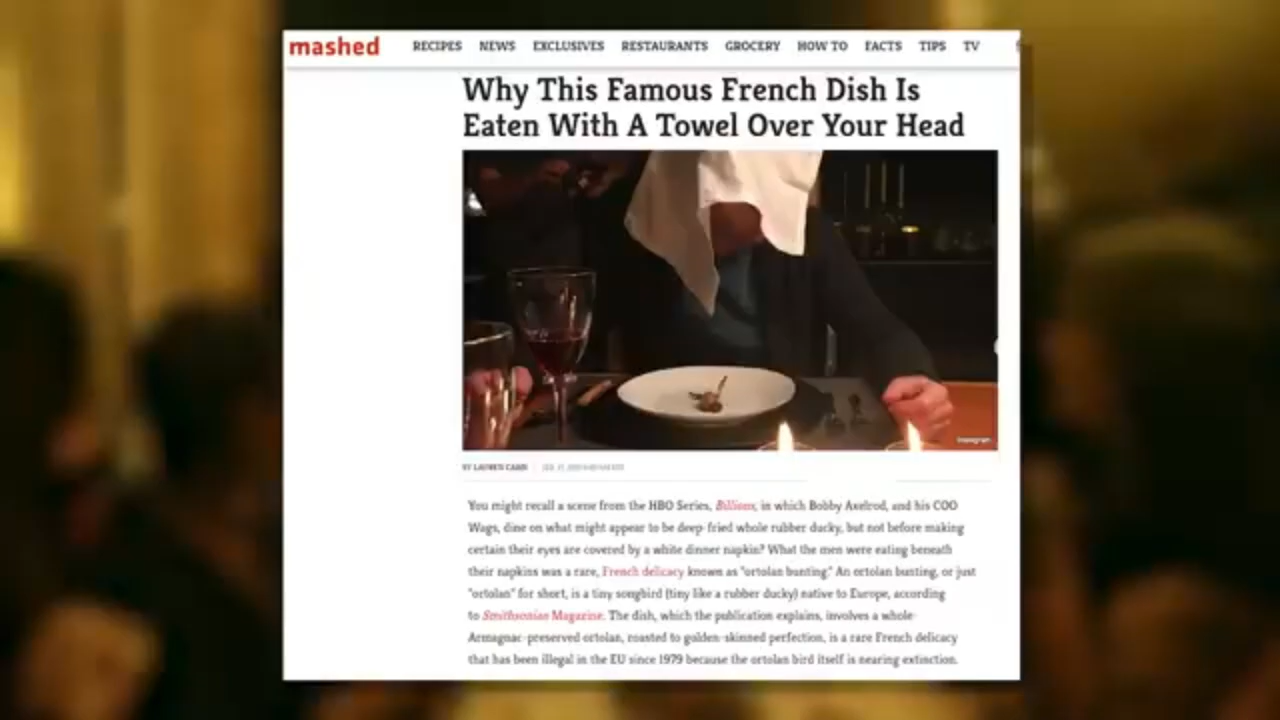 mashed RECIPES NEWS EXCLUSIVES RESTAURANTS GROCERY HOW TO FACTS TIPS TV
Why This Famous French Dish Is
Eaten With A Towel Over Your Head
Instagram
BY LAUREN CAHN
You might recall a scene from the HBO Series, Billions, in which Bobby Axelrod, and his COO
Wags, dine on what might appear to be deep-fried whole rubber ducky, but not before making
certain their eyes are covered by a white dinner napkin? What the men were eating beneath
their napkins was a rare, French delicacy known as "ortolan bunting." An ortolan bunting, or just
"ortolan" for short, is a tiny songbird (tiny like a rubber ducky) native to Europe, according
to Smithsonian Magazine. The dish, which the publication explains, involves a whole-
Armagnac-preserved ortolan, roasted to golden-skinned perfection, is a rare French delicacy
that has been illegal in the EU since 1979 because the ortolan bird itself is nearing extinction.